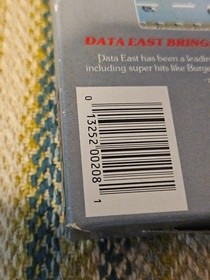 DATA EAST BRING
Data East has been a leadin
including super hits like Burge
0 13252 00208 1